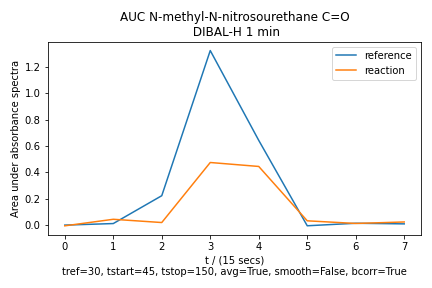 AUC N-methyl-N-nitrosourethane C=O
DIBAL-H 1 min
reference
reaction
Area under absorbance spectra
1.2
1.0
0.8
0.6
0.4
0.2
0.0
0 1 2 3 4 5 6 7
t / (15 secs)
tref=30, tstart=45, tstop=150, avg=True, smooth=False, bcorr=True